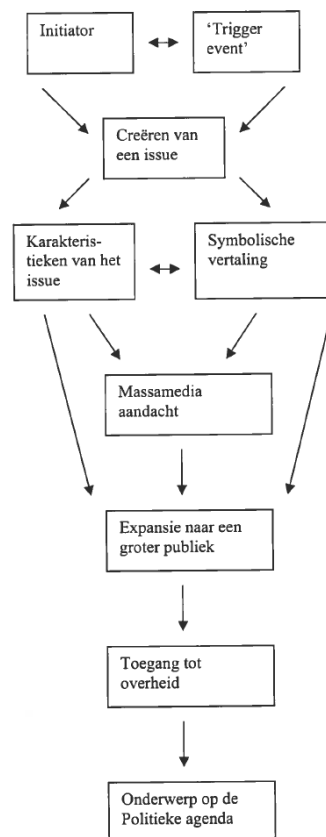 Initiator
‘Trigger
event’
Creëren van
een issue
Karakteris-
tieken van het
issue
Symbolische
vertaling
Massamedia
aandacht
Expansie naar een
groter publiek
Toegang tot
overheid
Onderwerp op de
Politieke agenda